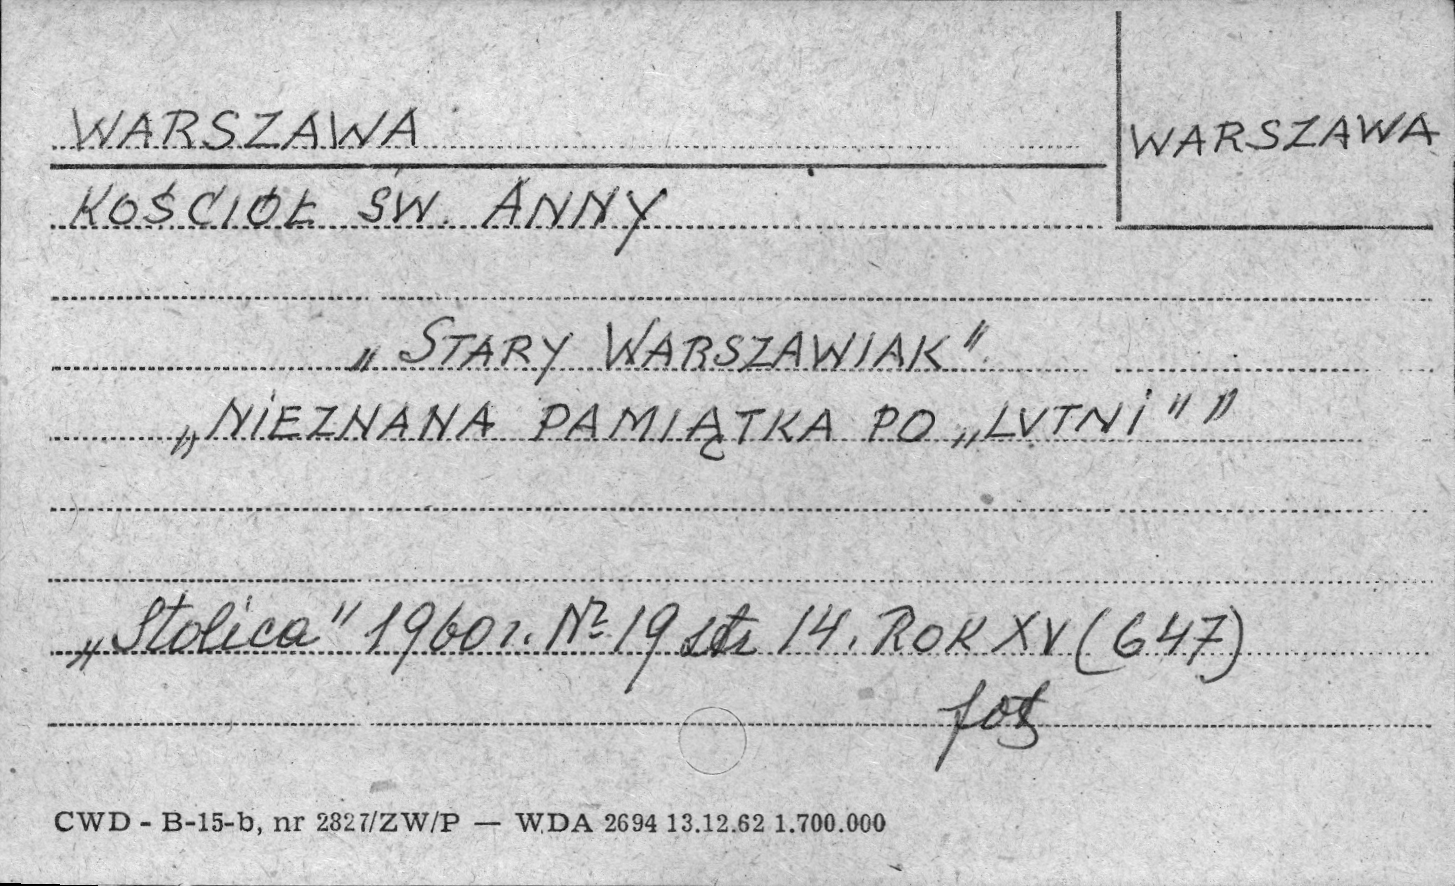 WARSZAWA
WARSZAWA
KOŚCIÓŁ ŚW. ANNY
„STARY WARSZAWIAK"
„NIEZNANA PAMIĄTKA PO „LUTNI" "
„Stolica" 1960 r. Nr 19 str 14. ROK XV (647)
fot
CWD - B-15-b, nr 2827/ZW/P — WDA 2694 13.12.62 1.700.000